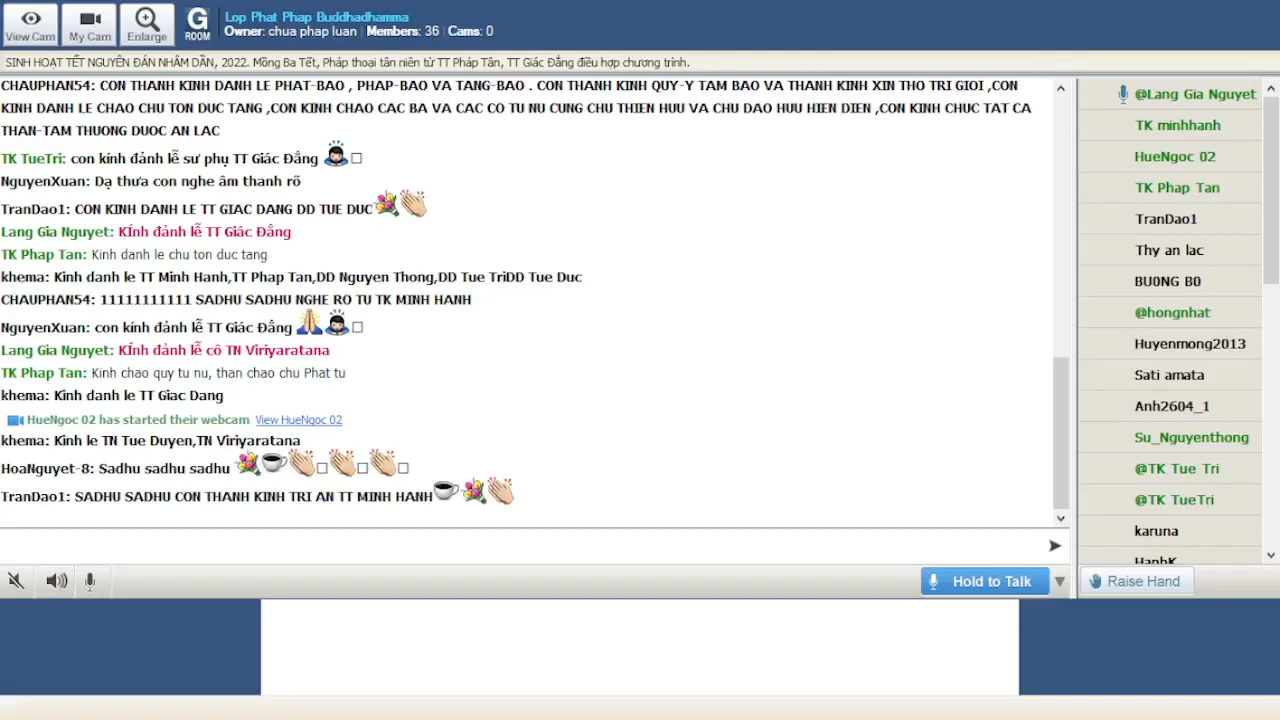 View Cam
My Cam
Enlarge
G
ROOM
Lop Phat Phap Buddhadhamma
Owner: chua phap luan | Members: 36 | Cams: 0
SINH HOẠT TẾT NGUYÊN ĐÁN NHÂM DẦN, 2022. Mồng Ba Tết, Pháp thoại tân niên từ TT Pháp Tân, TT Giác Đẳng điều hợp chương trình.
CHAUPHAN54: CON THANH KINH DANH LE PHAT-BAO , PHAP-BAO VA TANG-BAO . CON THANH KINH QUY-Y TAM BAO VA THANH KINH XIN THO TRI GIOI ,CON
KINH DANH LE CHAO CHU TON DUC TANG ,CON KINH CHAO CAC BA VA CAC CO TU NU CUNG CHU THIEN HUU VA CHU DAO HUU HIEN DIEN ,CON KINH CHUC TAT CA
THAN-TAM THUONG DUOC AN LAC
TK TueTri: con kính đảnh lễ sư phụ TT Giác Đẳng
NguyenXuan: Dạ thưa con nghe âm thanh rõ
TranDao1: CON KINH DANH LE TT GIAC DANG DD TUE DUC
Lang Gia Nguyet: KÍnh đảnh lễ TT Giác Đẳng
TK Phap Tan: Kinh danh le chu ton duc tang
khema: Kinh danh le TT Minh Hanh,TT Phap Tan,DD Nguyen Thong,DD Tue TriDD Tue Duc
CHAUPHAN54: 11111111111 SADHU SADHU NGHE RO TU TK MINH HANH
NguyenXuan: con kính đảnh lễ TT Giác Đẳng
Lang Gia Nguyet: KÍnh đảnh lễ cô TN Viriyaratana
TK Phap Tan: Kinh chao quy tu nu, than chao chu Phat tu
khema: Kinh danh le TT Giac Dang
HueNgoc 02 has started their webcam View HueNgoc 02
khema: Kinh le TN Tue Duyen,TN Viriyaratana
HoaNguyet-8: Sadhu sadhu sadhu
TranDao1: SADHU SADHU CON THANH KINH TRI AN TT MINH HANH
@Lang Gia Nguyet
TK minhhanh
HueNgoc 02
TK Phap Tan
TranDao1
Thy an lac
BU0NG B0
@hongnhat
Huyenmong2013
Sati amata
Anh2604_1
Su_Nguyenthong
@TK Tue Tri
@TK TueTri
karuna
HanhK
Hold to Talk
Raise Hand